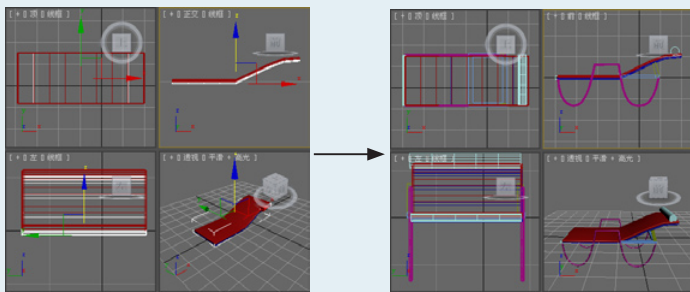 [ + [] 顶 [] 线框 ]
[ + [] 正交 [] 线框 ]
[ + [] 左 [] 线框 ]
[ + [] 透视 [] 平滑 + 高光 ]
[ + [] 顶 [] 线框 ]
[ + [] 前 [] 线框 ]
[ + [] 左 [] 线框 ]
[ + [] 透视 [] 平滑 + 高光 ]